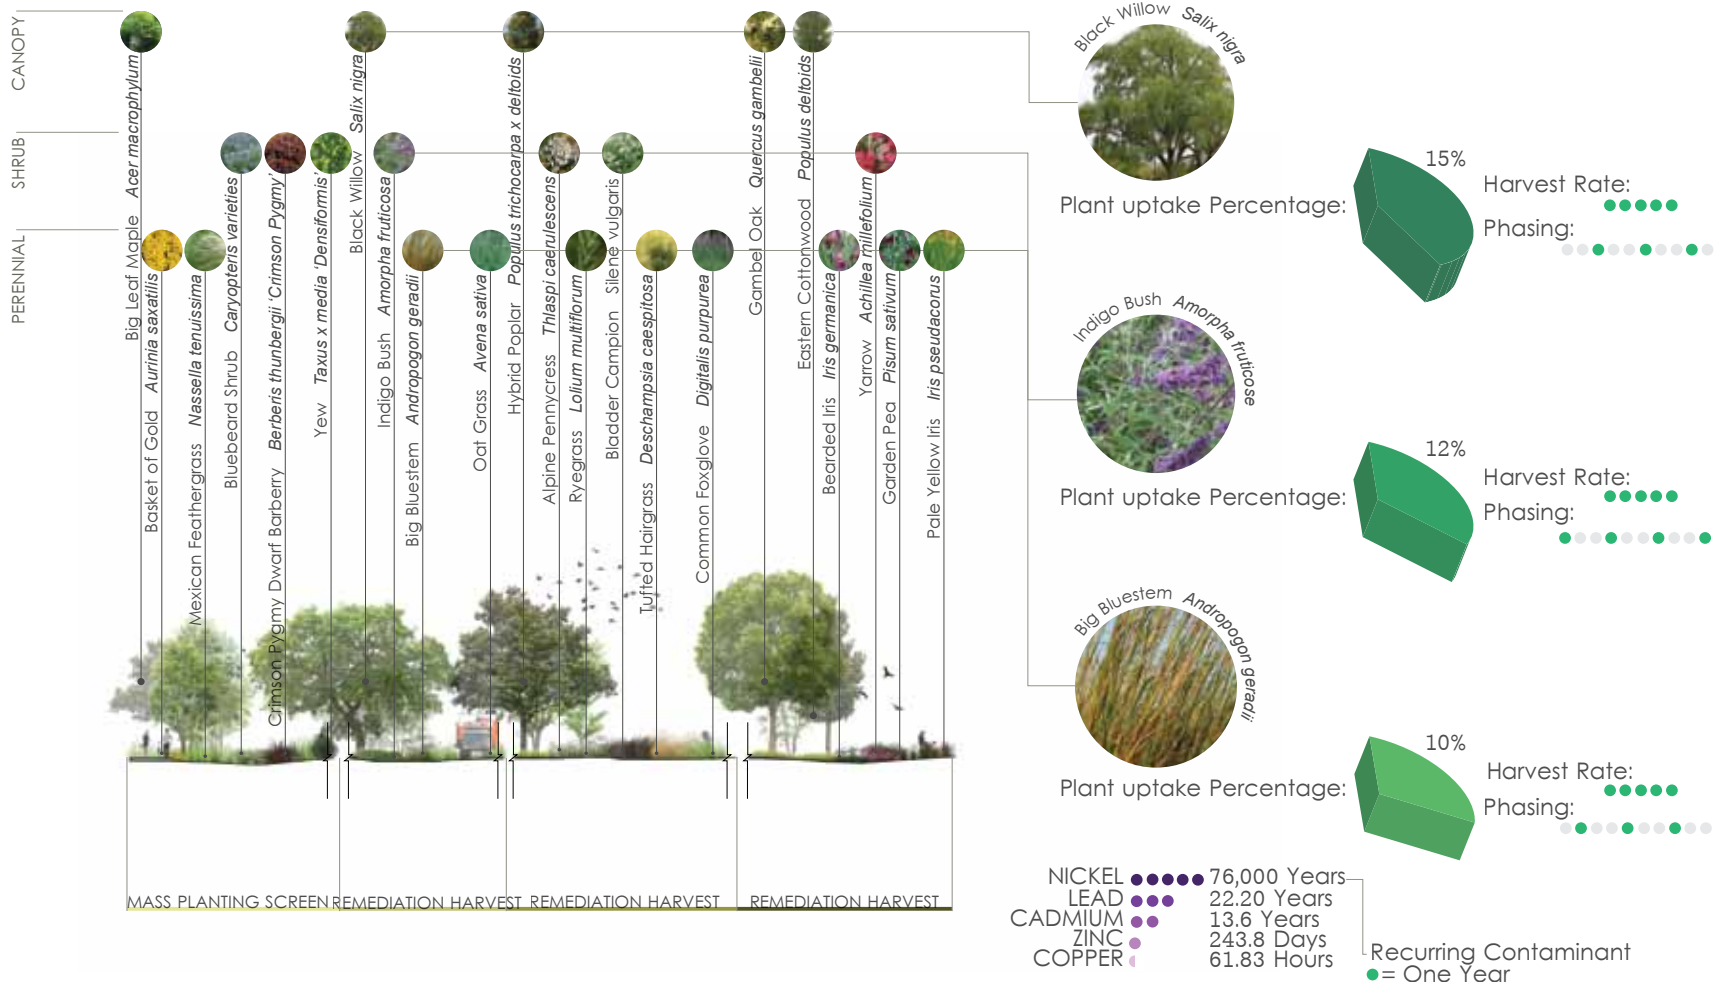 CANOPY
SHRUB
PERENNIAL
Big Leaf Maple Acer macrophylum
Basket of Gold Aurinia saxatilis
Mexican Feathergrass Nassella tenuissima
Bluebeard Shrub Caryopteris varieties
Crimson Pygmy Dwarf Barberry Berberis thunbergii ‘Crimson Pygmy’
Yew Taxus x media ‘Densiformis’
Black Willow Salix nigra
Indigo Bush Amorpha fruticosa
Big Bluestem Andropogon geradii
Oat Grass Avena sativa
Hybrid Poplar Populus trichocarpa x deltoids
Alpine Pennycress Thlaspi caerulescens
Ryegrass Lolium multiflorum
Bladder Campion Silene vulgaris
Tufted Hairgrass Deschampsia caespitosa
Common Foxglove Digitalis purpurea
Gambel Oak Quercus gambelii
Eastern Cottonwood Populus deltoids
Bearded Iris Iris germanica
Yarrow Achillea millefolium
Garden Pea Pisum sativum
Pale Yellow Iris Iris pseudacorus
MASS PLANTING SCREEN
REMEDIATION HARVEST
REMEDIATION HARVEST
REMEDIATION HARVEST
Black Willow Salix nigra
Plant uptake Percentage:
15%
Harvest Rate:
Phasing:
Indigo Bush Amorpha fruticose
Plant uptake Percentage:
12%
Harvest Rate:
Phasing:
Big Bluestem Andropogon geradii
Plant uptake Percentage:
10%
Harvest Rate:
Phasing:
NICKEL 76,000 Years
LEAD 22.20 Years
CADMIUM 13.6 Years
ZINC 243.8 Days
COPPER 61.83 Hours
Recurring Contaminant
= One Year